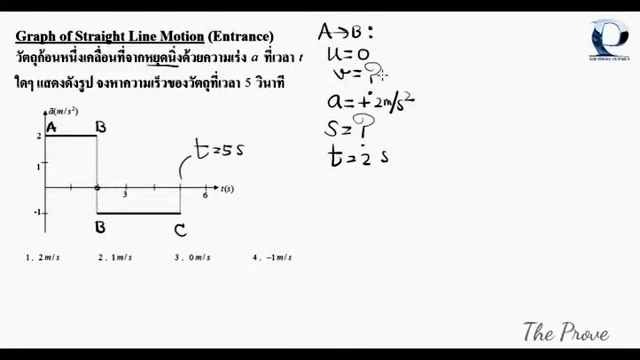 Graph of Straight Line Motion (Entrance)
วัตถุก้อนหนึ่งเคลื่อนที่จากหยุดนิ่งด้วยความเร่ง a ที่เวลา t
ใดๆ แสดงดังรูป จงหาความเร็วของวัตถุที่เวลา 5 วินาที
a(m/s²)
A B
2
1
t=5s
3 6 t(s)
-1
B C
1. 2 m/s 2. 1 m/s 3. 0 m/s 4. -1 m/s
A→B:
u=0
v=?
a=+2m/s²
s=?
t=2 s
The Prove